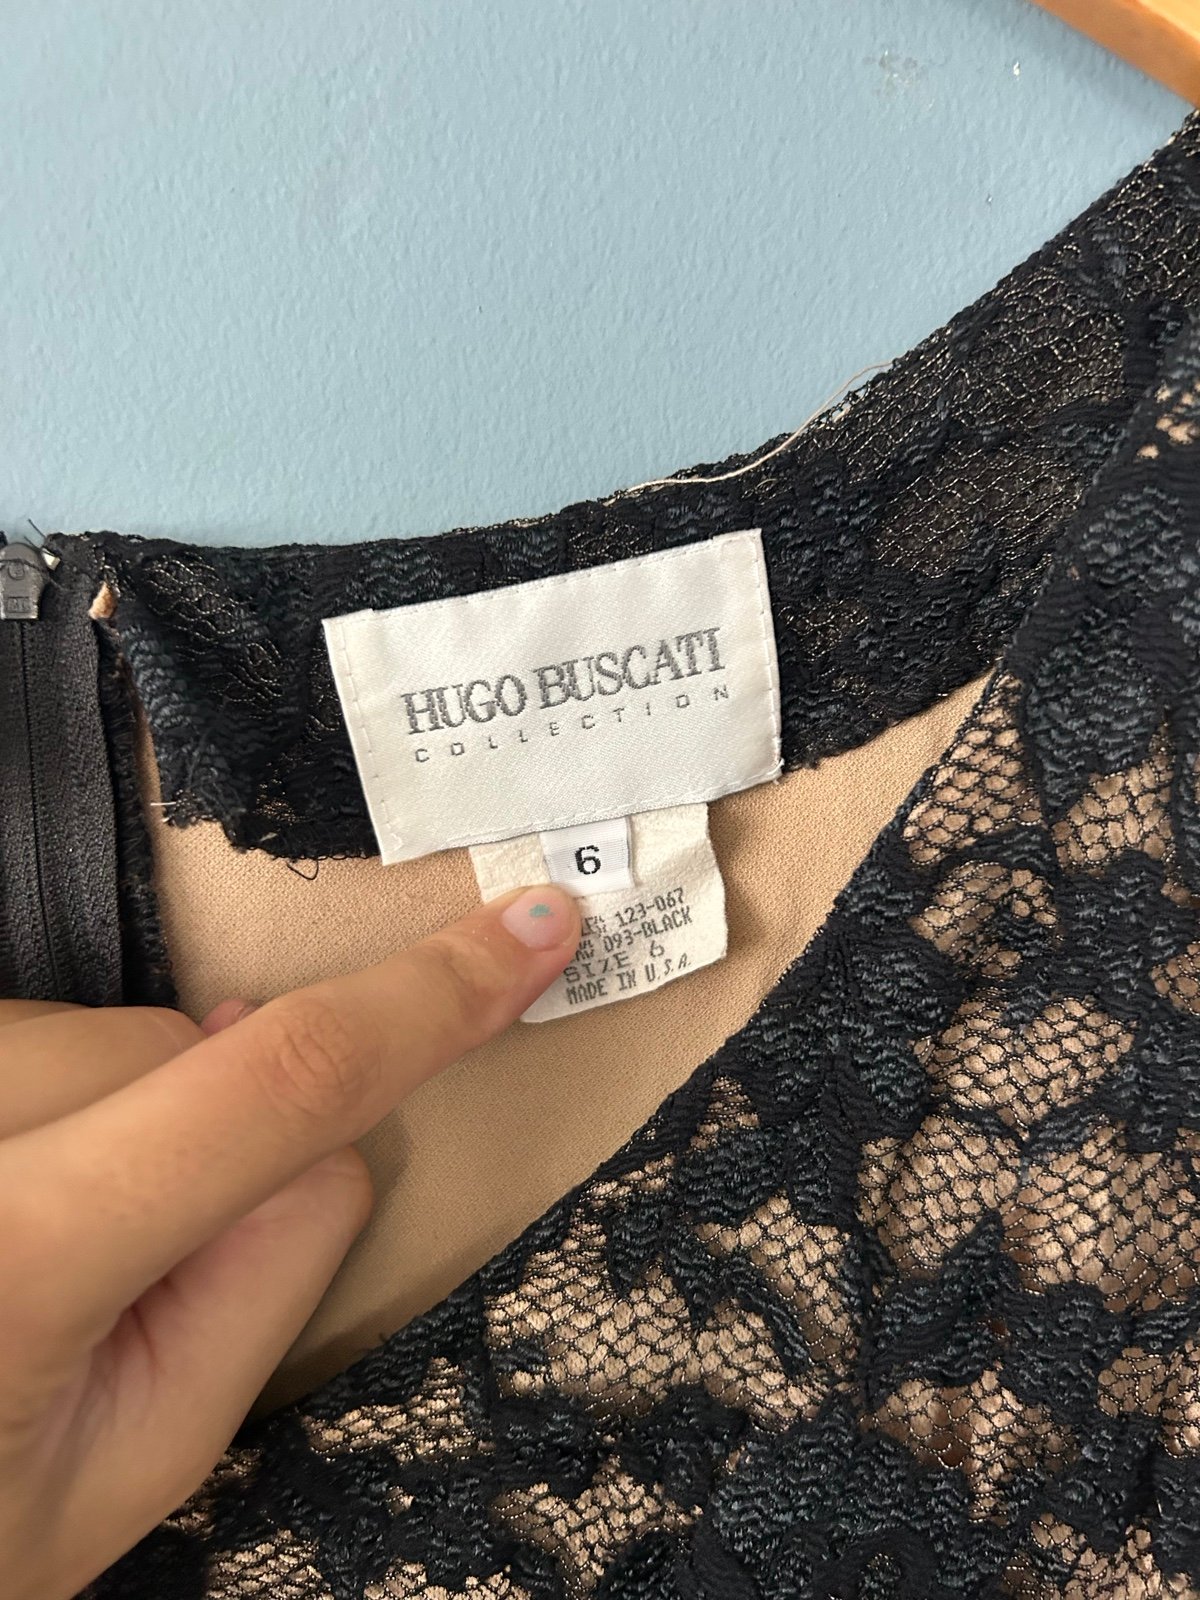 HUGO BUSCATI
COLLECTION
6
123-067
093-BLACK
SIZE 6
MADE IN U.S.A.